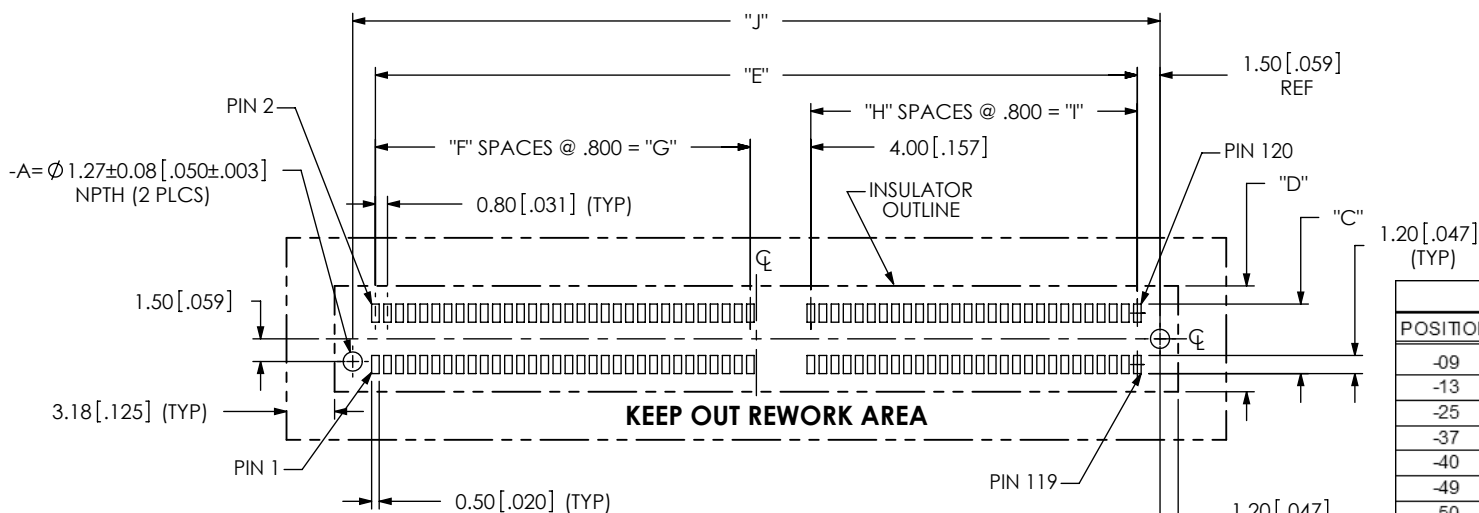 "J"
"E"
1.50 [.059]
REF
PIN 2
"H" SPACES @ .800 = "I"
"F" SPACES @ .800 = "G"
4.00 [.157]
-A= Ø 1.27±0.08 [.050±.003]
NPTH (2 PLCS)
PIN 120
INSULATOR
OUTLINE
"D"
0.80 [.031] (TYP)
"C"
1.20 [.047]
(TYP)
℄
1.50 [.059]
℄
POSITION
-09
-13
-25
-37
-40
-49
3.18 [.125] (TYP)
KEEP OUT REWORK AREA
PIN 1
PIN 119
0.50 [.020] (TYP)
1.20 [.047]
-50